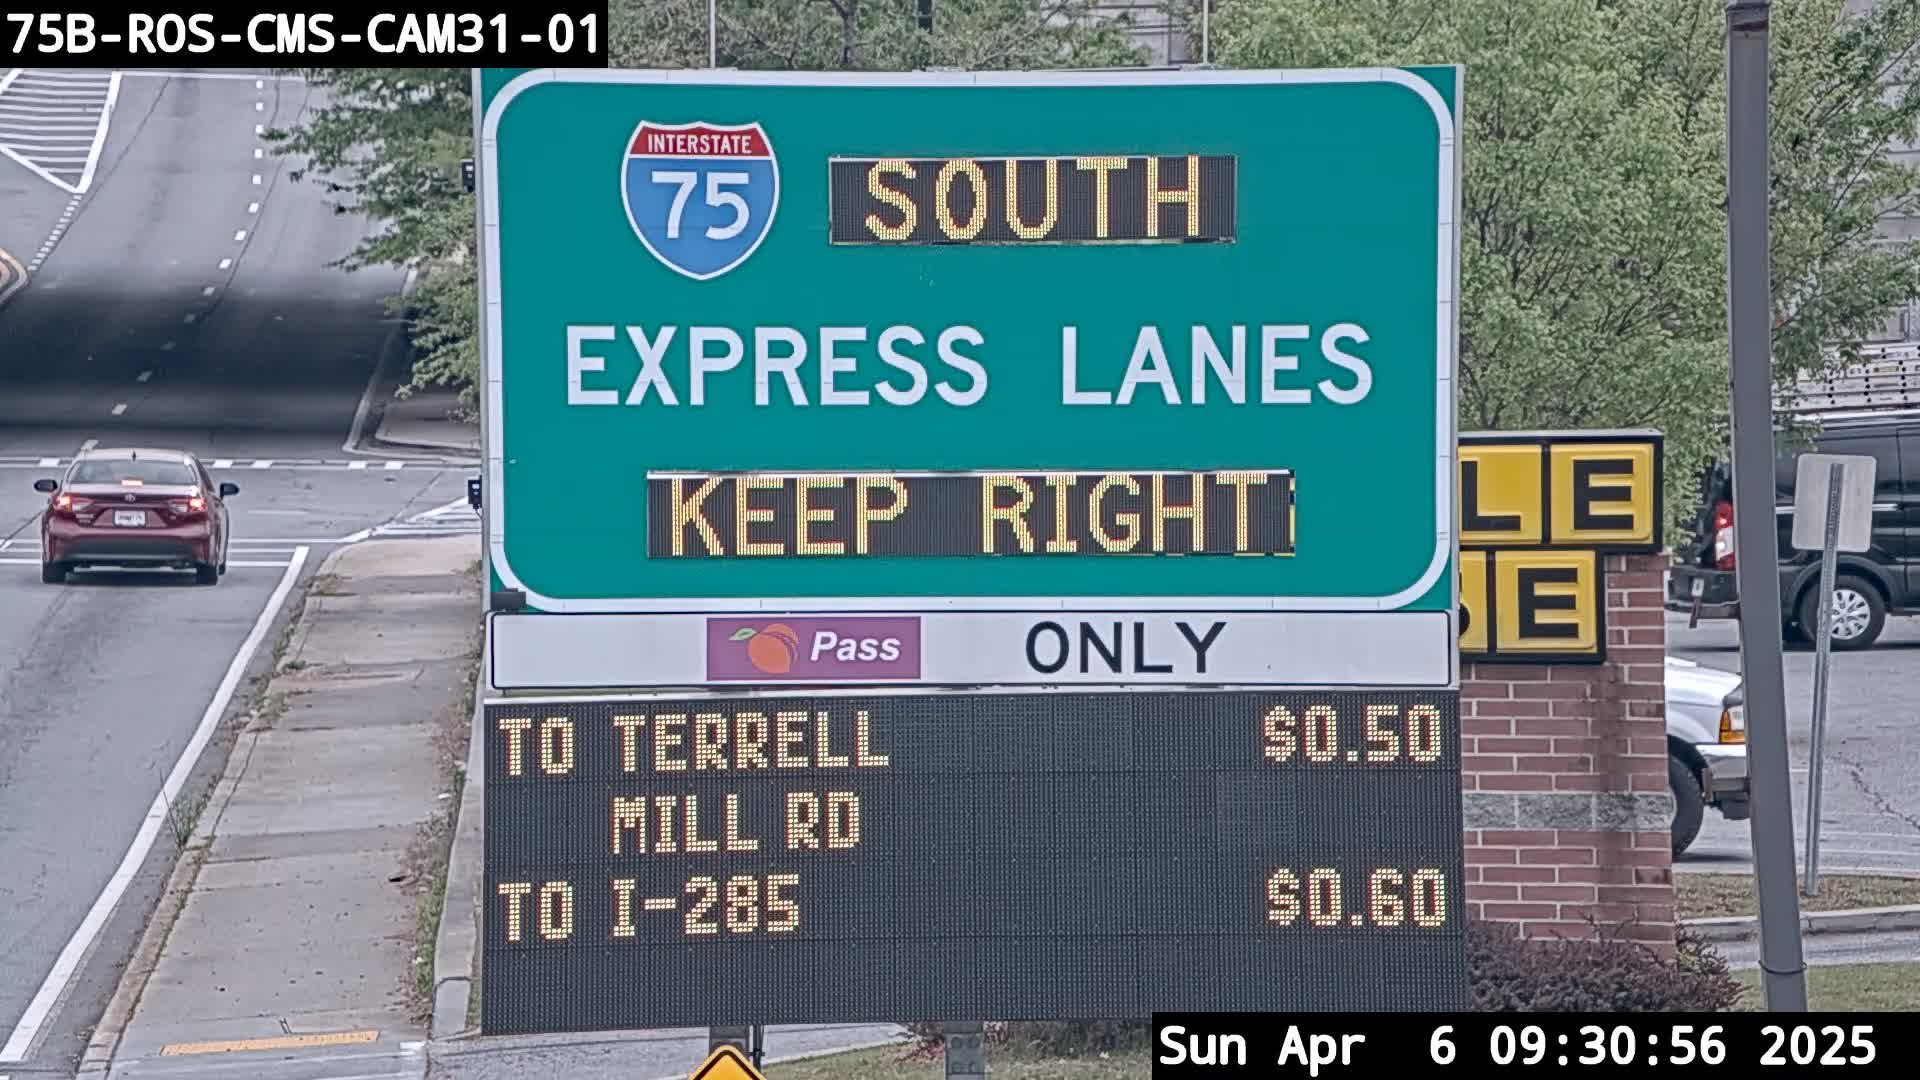 75B-ROS-CMS-CAM31-01
INTERSTATE
75
SOUTH
EXPRESS LANES
KEEP RIGHT
Pass ONLY
TO TERRELL $0.50
MILL RD
TO I-285 $0.60
LE
E
Sun Apr 6 09:30:56 2025